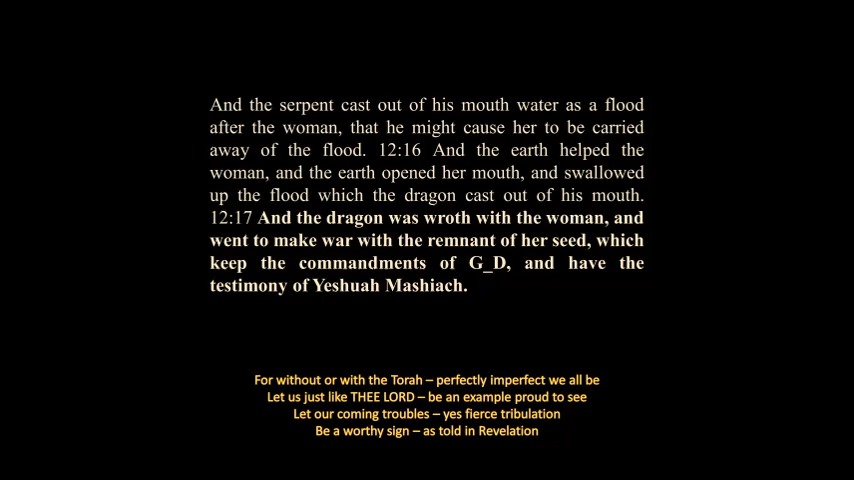 And the serpent cast out of his mouth water as a flood
after the woman, that he might cause her to be carried
away of the flood. 12:16 And the earth helped the
woman, and the earth opened her mouth, and swallowed
up the flood which the dragon cast out of his mouth.
12:17 And the dragon was wroth with the woman, and
went to make war with the remnant of her seed, which
keep the commandments of G_D, and have the
testimony of Yeshuah Mashiach.
For without or with the Torah – perfectly imperfect we all be
Let us just like THEE LORD – be an example proud to see
Let our coming troubles – yes fierce tribulation
Be a worthy sign – as told in Revelation